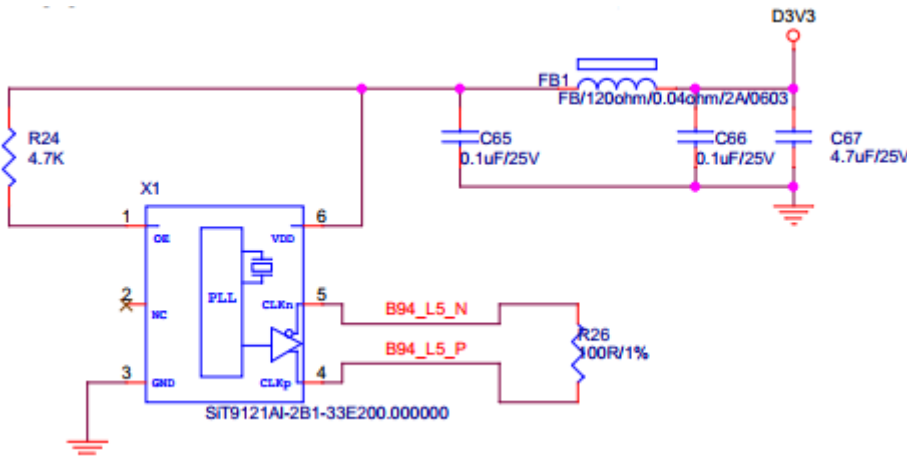 D3V3
FB1
FB/120ohm/0.04ohm/2A/0603
R24
4.7K
C65
0.1uF/25V
C66
0.1uF/25V
C67
4.7uF/25V
X1
1
6
OE
VDD
2
NC
PLL
CLKn
5
B94_L5_N
R26
100R/1%
B94_L5_P
3
GND
CLKp
4
SiT9121AI-2B1-33E200.000000